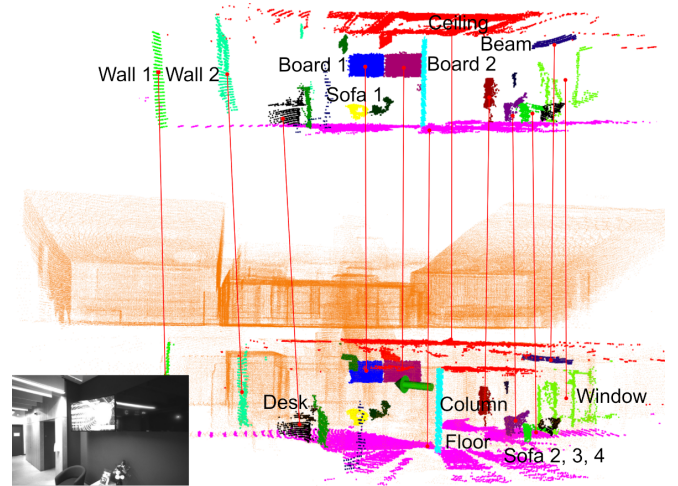 Ceiling
Beam
Wall 1 Wall 2 Board 1 Board 2
Sofa 1
Desk
Column
Window
Floor
Sofa 2, 3, 4